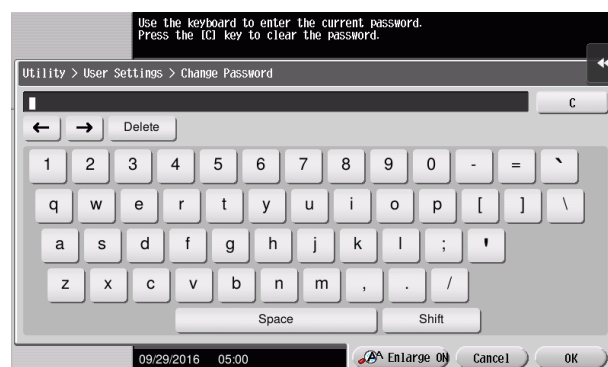 Use the keyboard to enter the current password.
Press the [C] key to clear the password.
Utility > User Settings > Change Password
C
← → Delete
1 2 3 4 5 6 7 8 9 0 - = `
q w e r t y u i o p [ ] \
a s d f g h j k l ; '
z x c v b n m , . /
Space Shift
09/29/2016 05:00 Enlarge ON Cancel OK